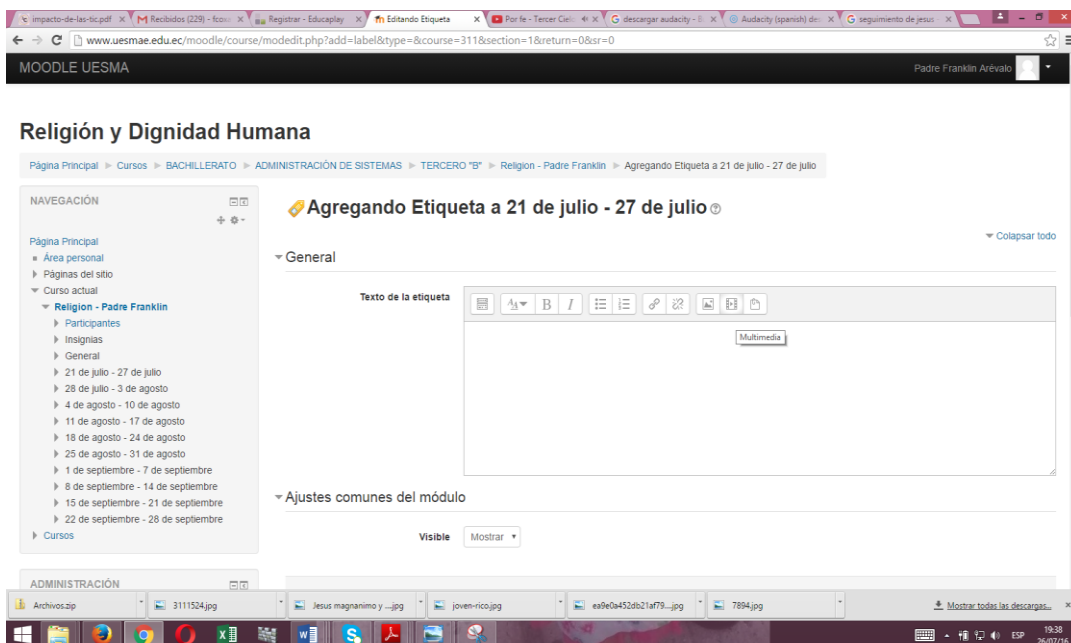 impacto-de-las-tic.pdf
Recibidos (229) - fcox
Registrar - Educaplay
Editando Etiqueta
Por fe - Tercer Ciel
descargar audacity - B
Audacity (spanish) de
seguimiento de jesus
www.uesmae.edu.ec/moodle/course/modedit.php?add=label&type=&course=311&section=1&return=0&sr=0
MOODLE UESMA
Padre Franklin Arévalo
Religión y Dignidad Humana
Página Principal Cursos BACHILLERATO ADMINISTRACIÓN DE SISTEMAS TERCERO "B" Religion - Padre Franklin Agregando Etiqueta a 21 de julio - 27 de julio
NAVEGACIÓN
Página Principal
Área personal
Páginas del sitio
Curso actual
Religion - Padre Franklin
Participantes
Insignias
General
21 de julio - 27 de julio
28 de julio - 3 de agosto
4 de agosto - 10 de agosto
11 de agosto - 17 de agosto
18 de agosto - 24 de agosto
25 de agosto - 31 de agosto
1 de septiembre - 7 de septiembre
8 de septiembre - 14 de septiembre
15 de septiembre - 21 de septiembre
22 de septiembre - 28 de septiembre
Cursos
ADMINISTRACIÓN
Agregando Etiqueta a 21 de julio - 27 de julio
Colapsar todo
General
Texto de la etiqueta
B I
Multimedia
Ajustes comunes del módulo
Visible
Mostrar
Archivos.zip
3111524.jpg
Jesus magnanimo y ....jpg
joven-rico.jpg
ea9e0a452db21af79....jpg
7894.jpg
Mostrar todas las descargas...
ESP
19:38
26/07/16